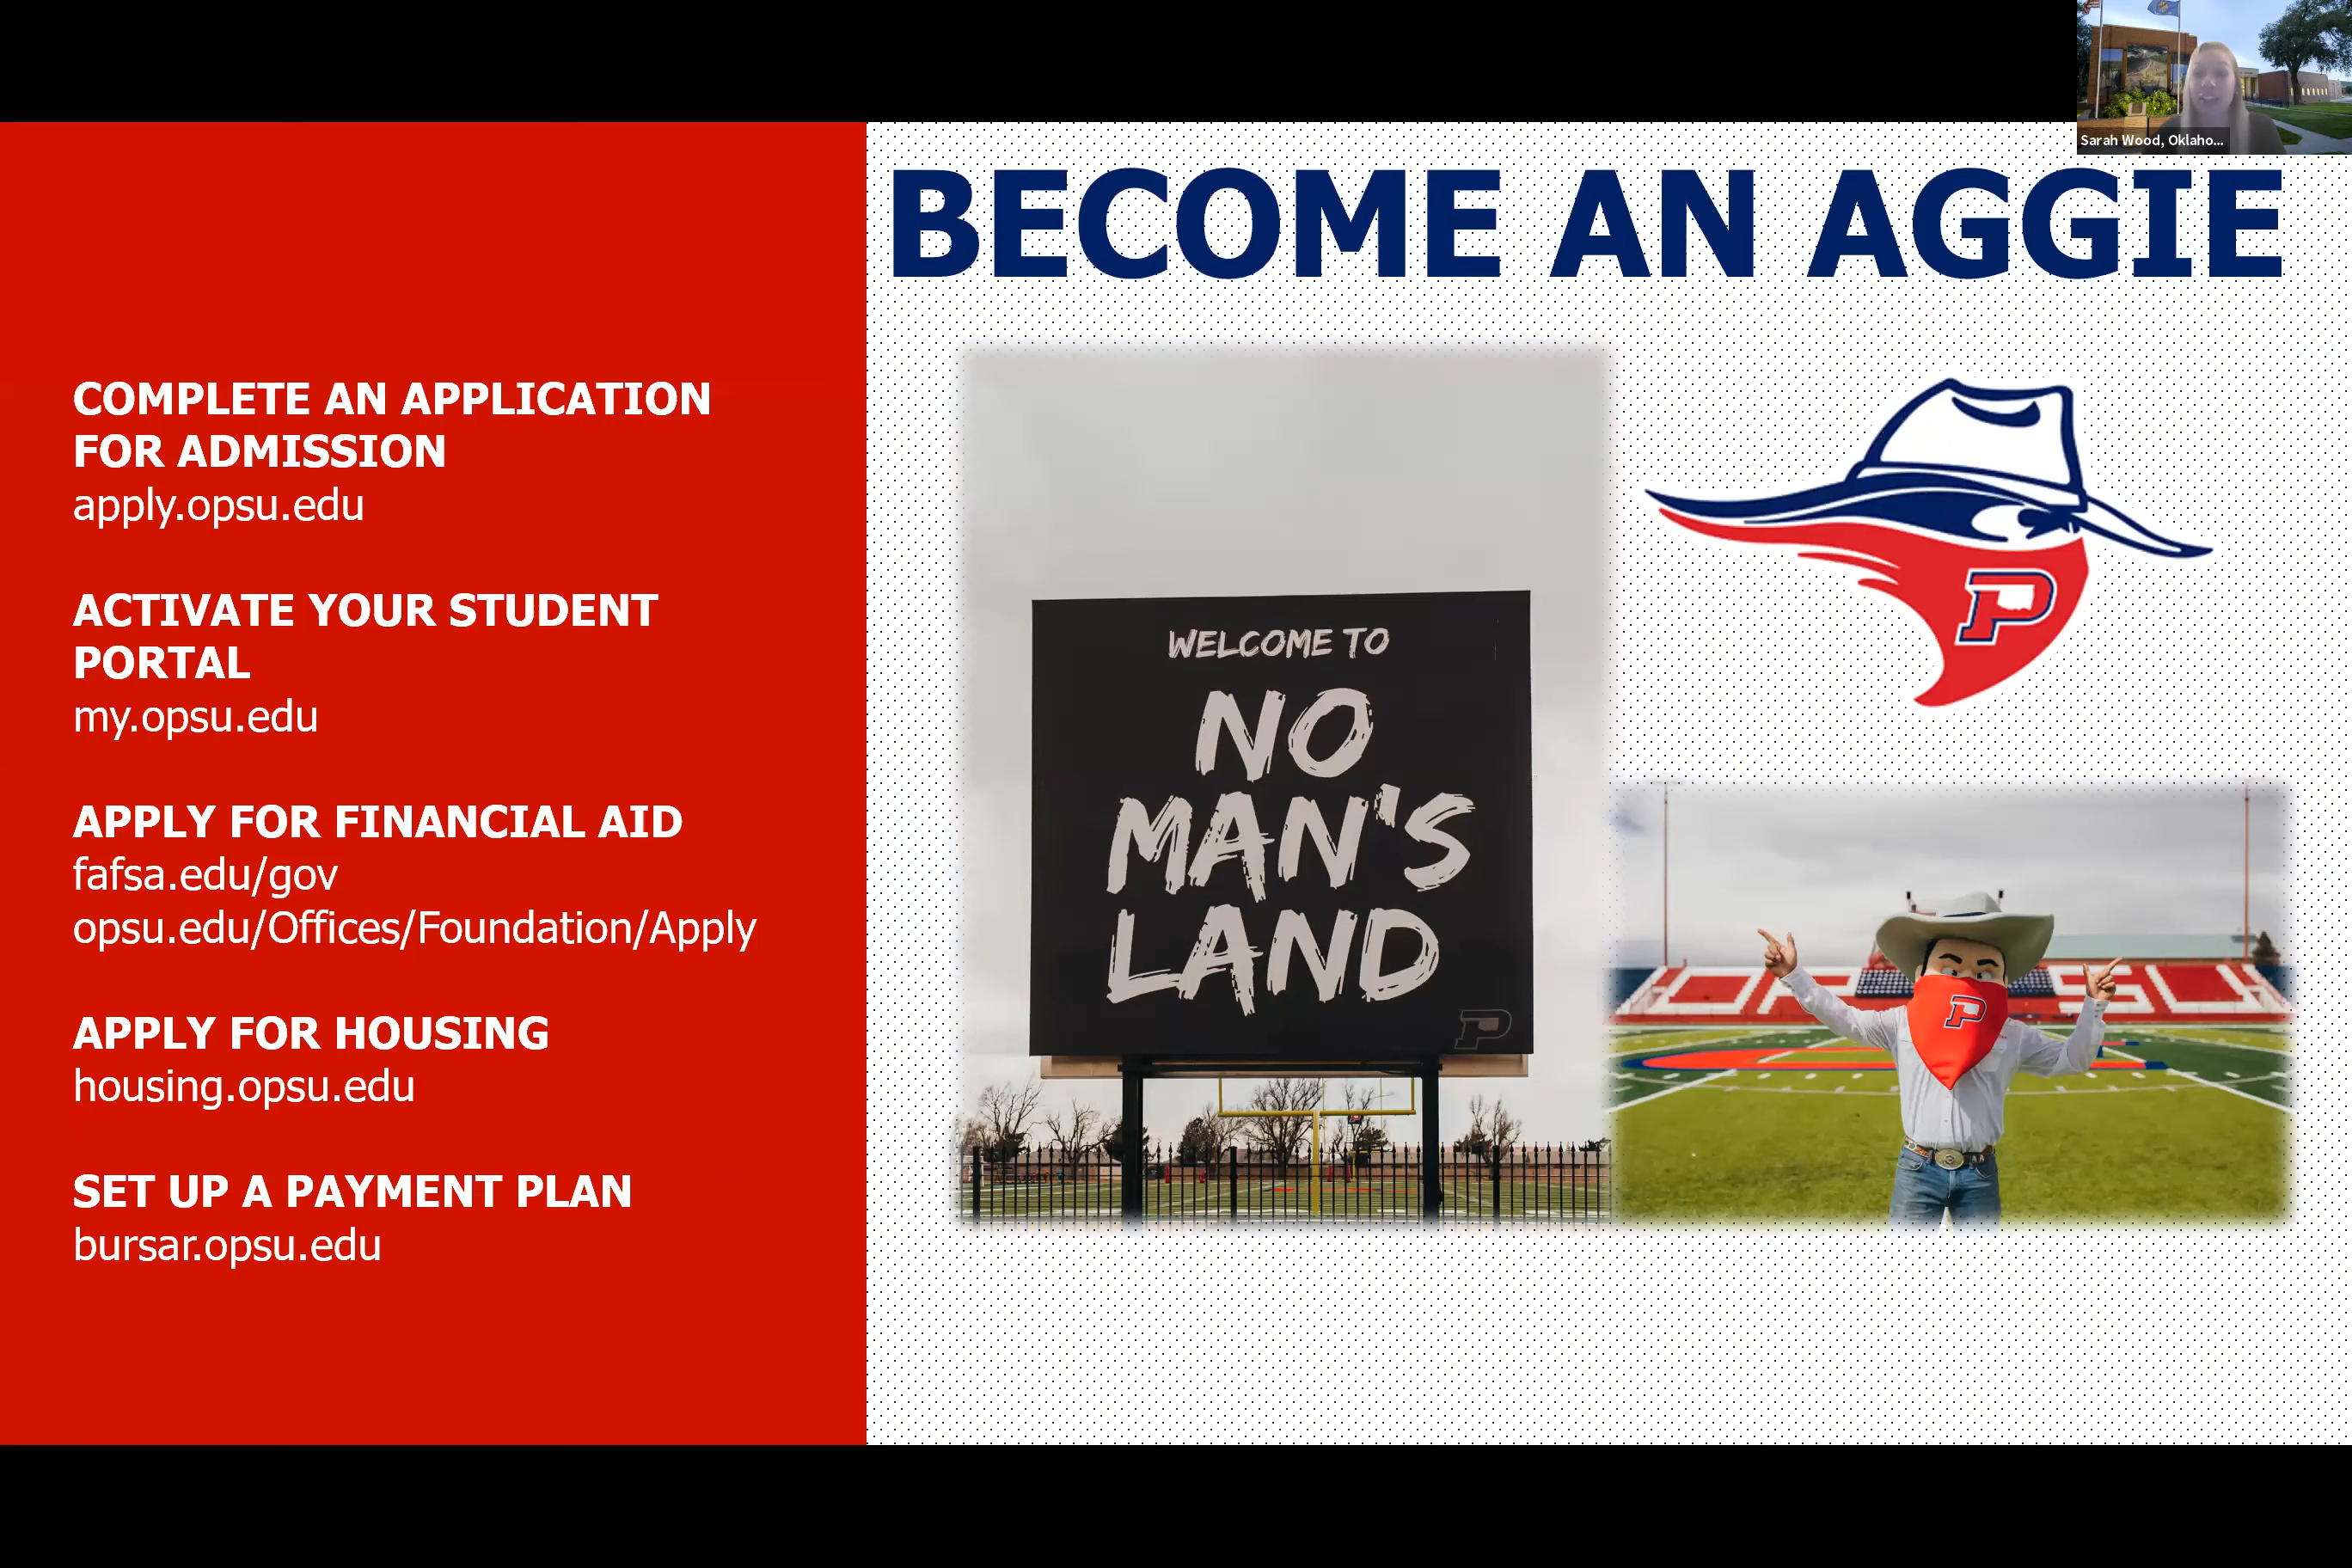 Sarah Wood, Oklaho...
BECOME AN AGGIE
COMPLETE AN APPLICATION
FOR ADMISSION
apply.opsu.edu
ACTIVATE YOUR STUDENT
PORTAL
my.opsu.edu
APPLY FOR FINANCIAL AID
fafsa.edu/gov
opsu.edu/Offices/Foundation/Apply
APPLY FOR HOUSING
housing.opsu.edu
SET UP A PAYMENT PLAN
bursar.opsu.edu
WELCOME TO
NO
MAN'S
LAND
P
P
OPSU
P